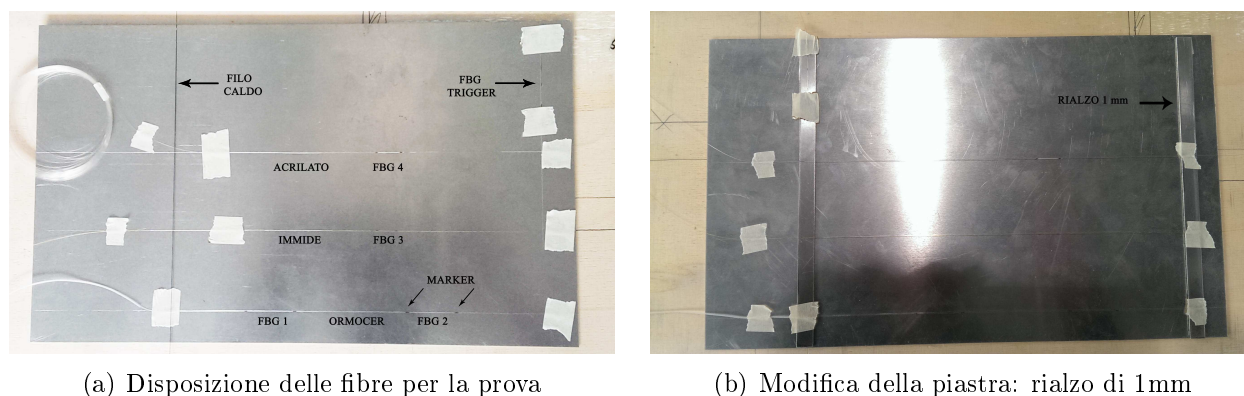 FILO
CALDO
FBG
TRIGGER
ACRILATO FBG 4
IMMIDE FBG 3
MARKER
FBG 1 ORMOCER FBG 2
(a) Disposizione delle fibre per la prova
RIALZO 1 mm
(b) Modifica della piastra: rialzo di 1mm